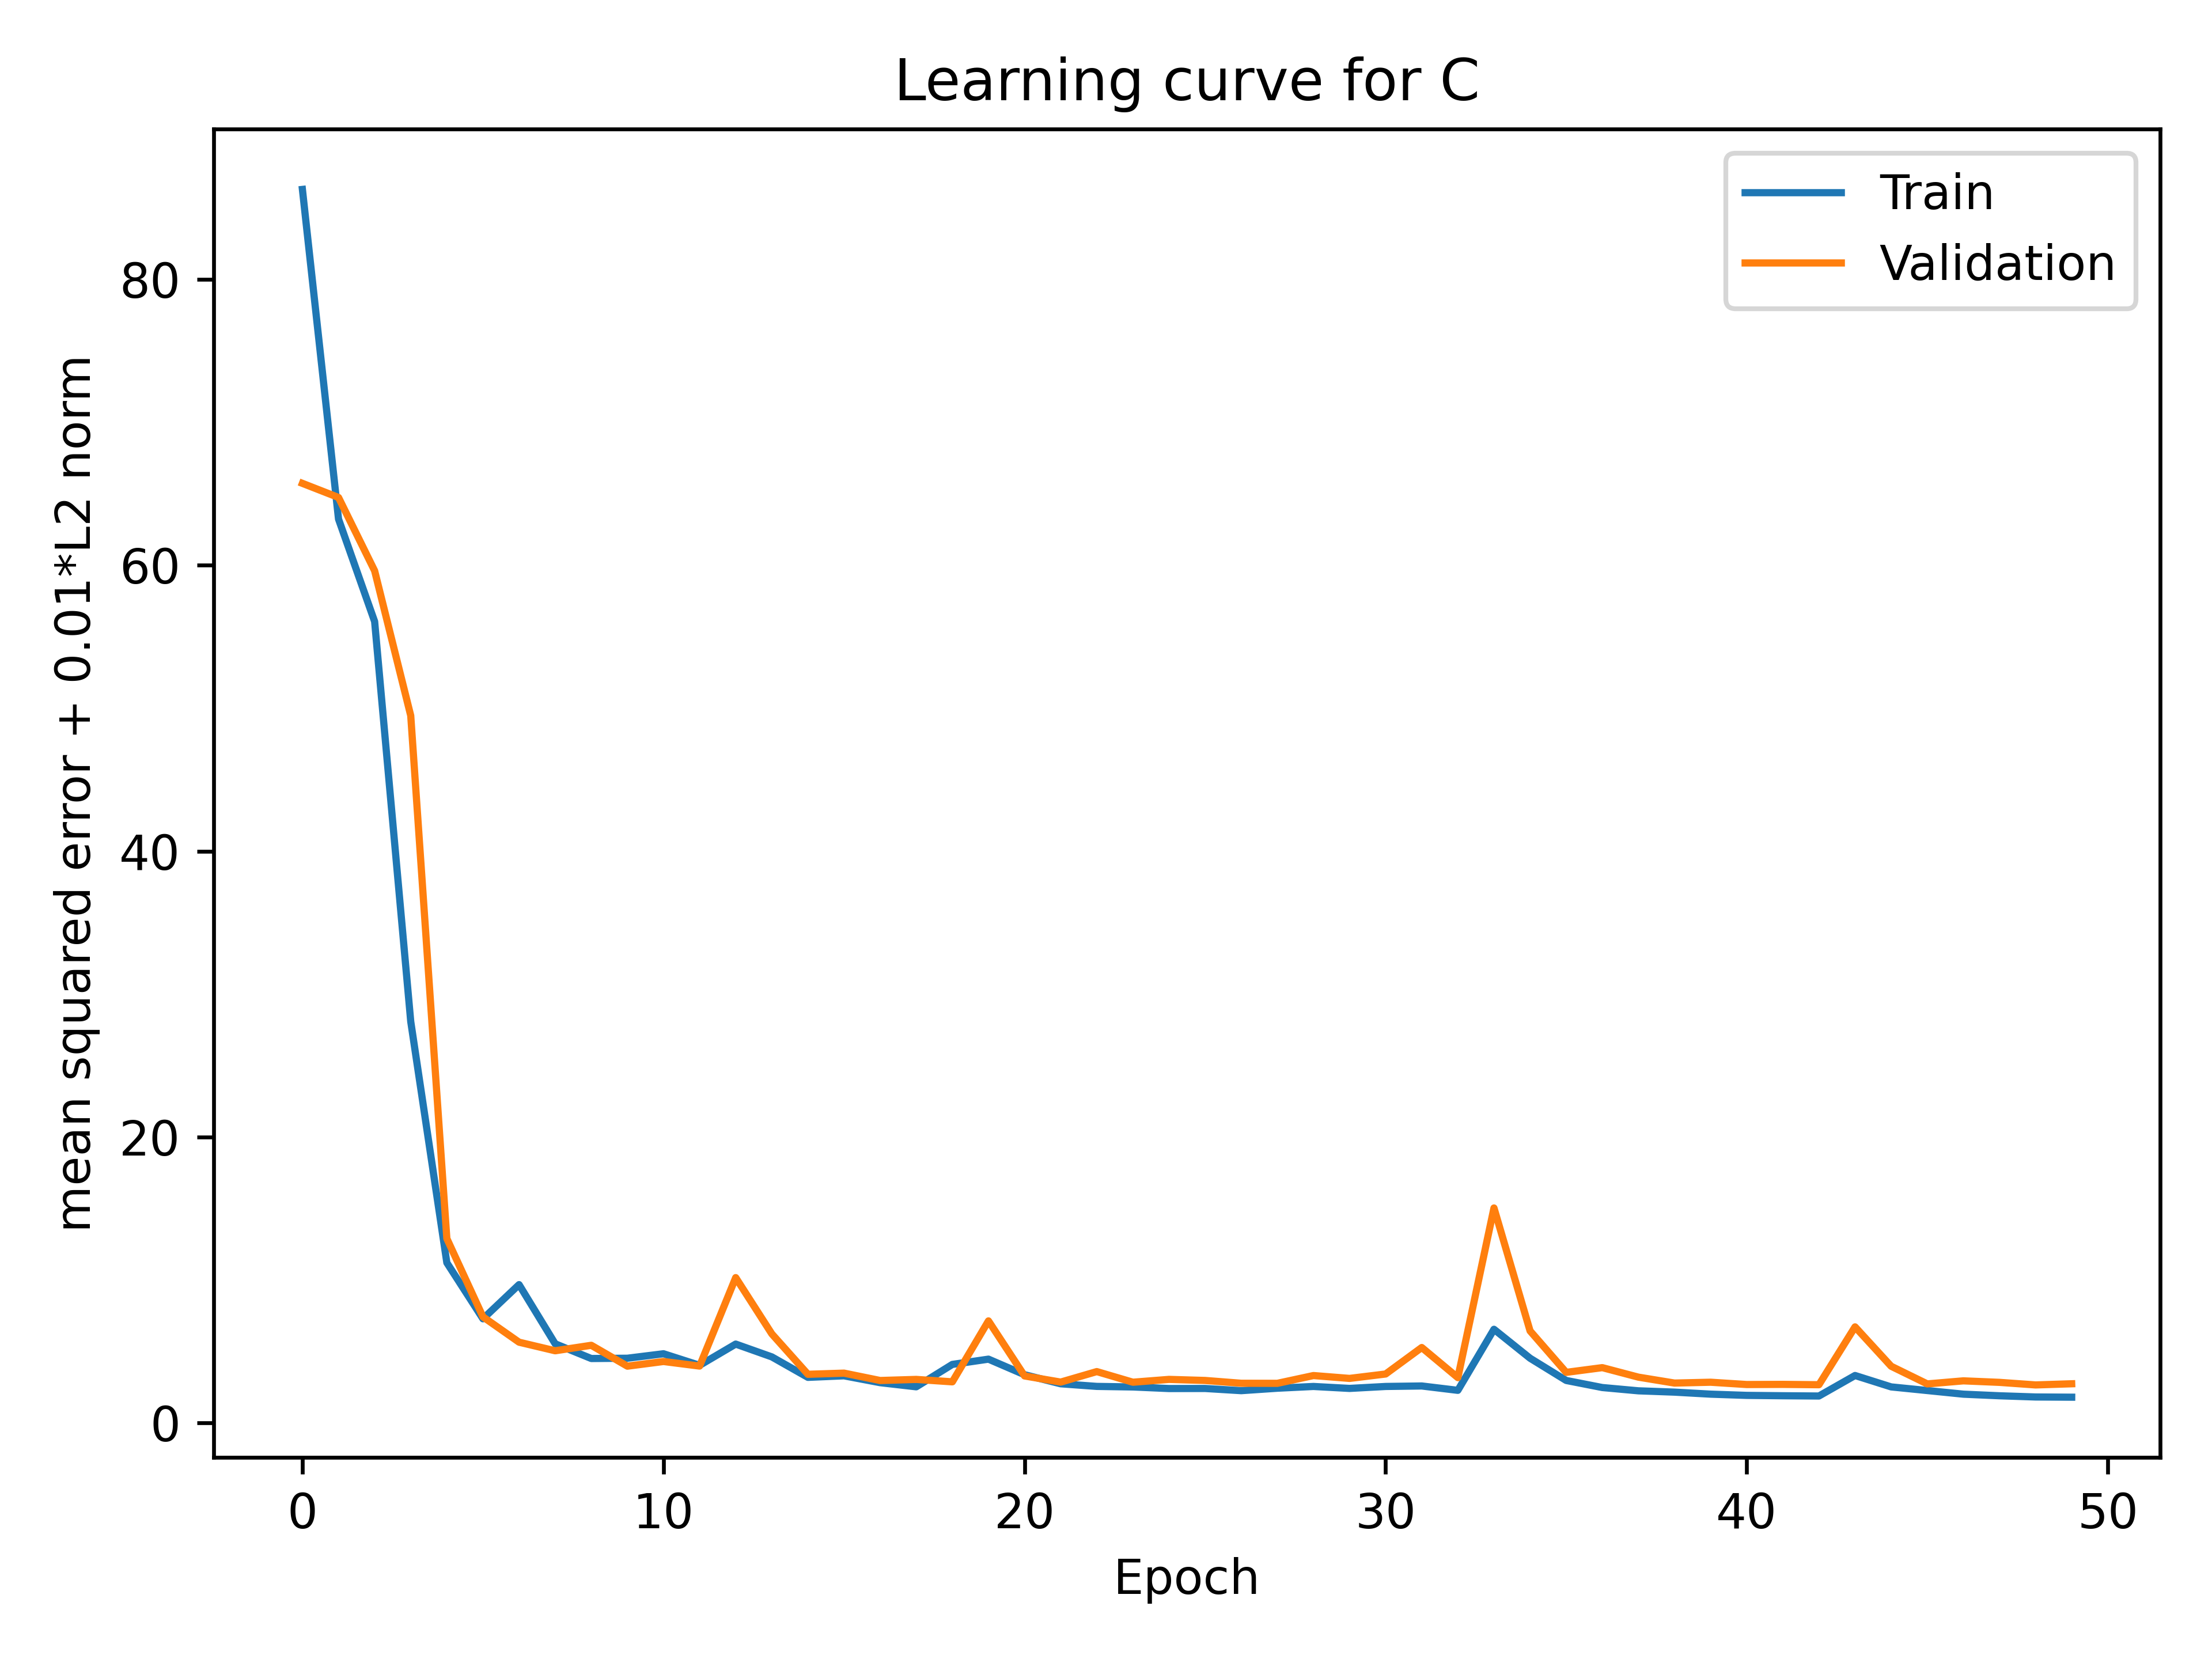 Learning curve for C
Train
Validation
mean squared error + 0.01*L2 norm
80
60
40
20
0
0 10 20 30 40 50
Epoch